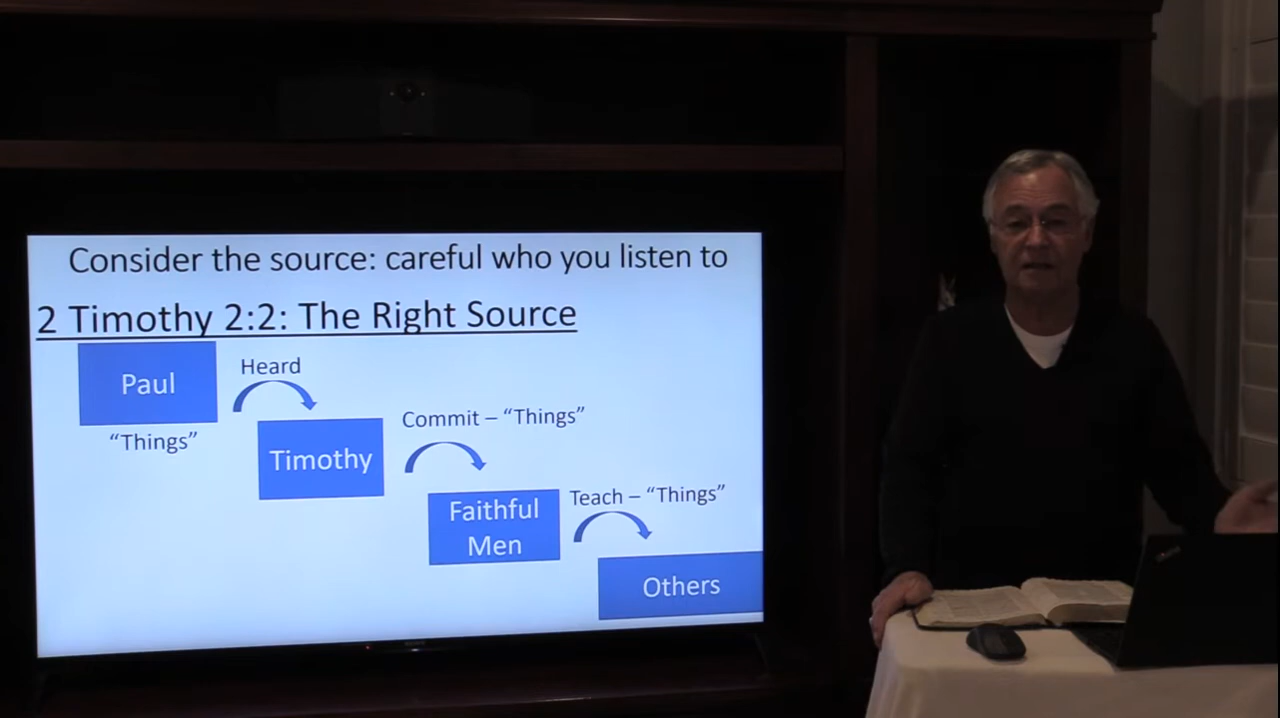 Consider the source: careful who you listen to
2 Timothy 2:2: The Right Source
Paul
Heard
“Things”
Timothy
Commit – “Things”
Faithful
Men
Teach – “Things”
Others